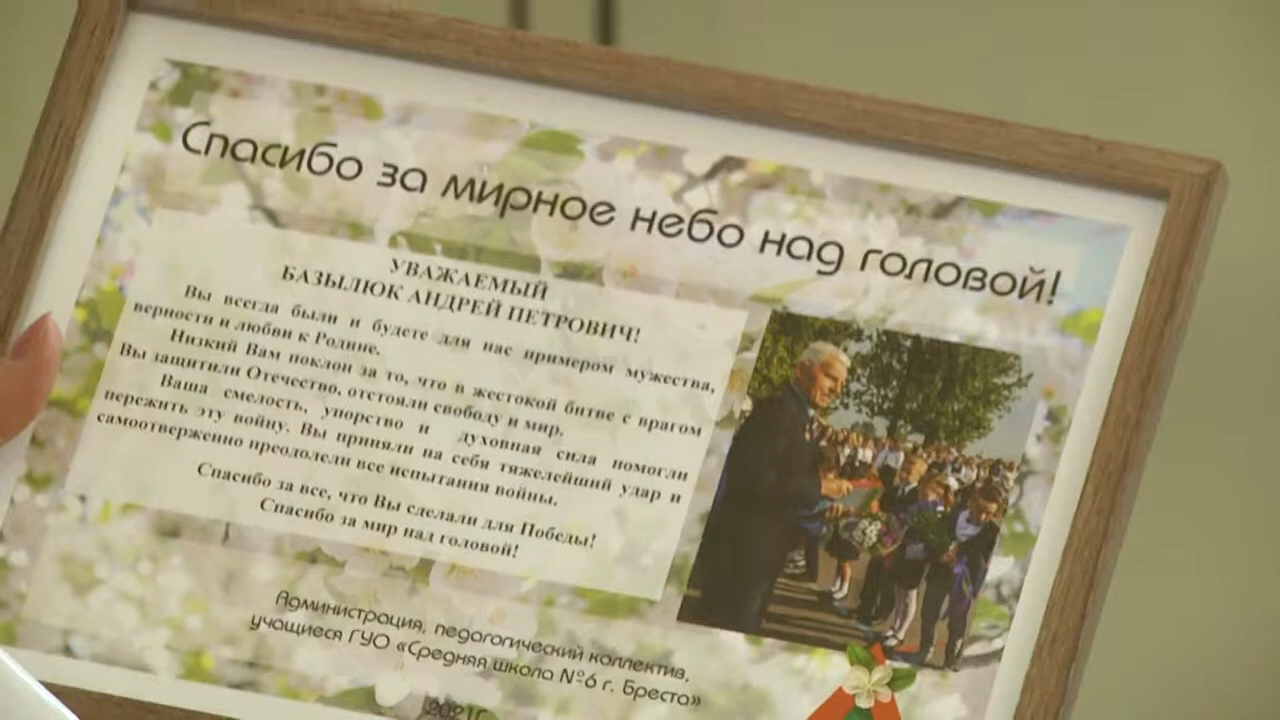 Спасибо за мирное небо над головой!
УВАЖАЕМЫЙ
БАЗЫЛЮК АНДРЕЙ ПЕТРОВИЧ!
Вы всегда были и будете для нас примером мужества,
верности и любви к Родине.
Низкий Вам поклон за то, что в жестокой битве с врагом
Вы защитили Отечество, отстояли свободу и мир.
Ваша смелость, упорство и духовная сила помогли
пережить эту войну. Вы приняли на себя тяжелейший удар и
самоотверженно преодолели все испытания войны.
Спасибо за все, что Вы сделали для Победы!
Спасибо за мир над головой!
Администрация, педагогический коллектив,
учащиеся ГУО «Средняя школа №6 г. Бреста»
2021г.